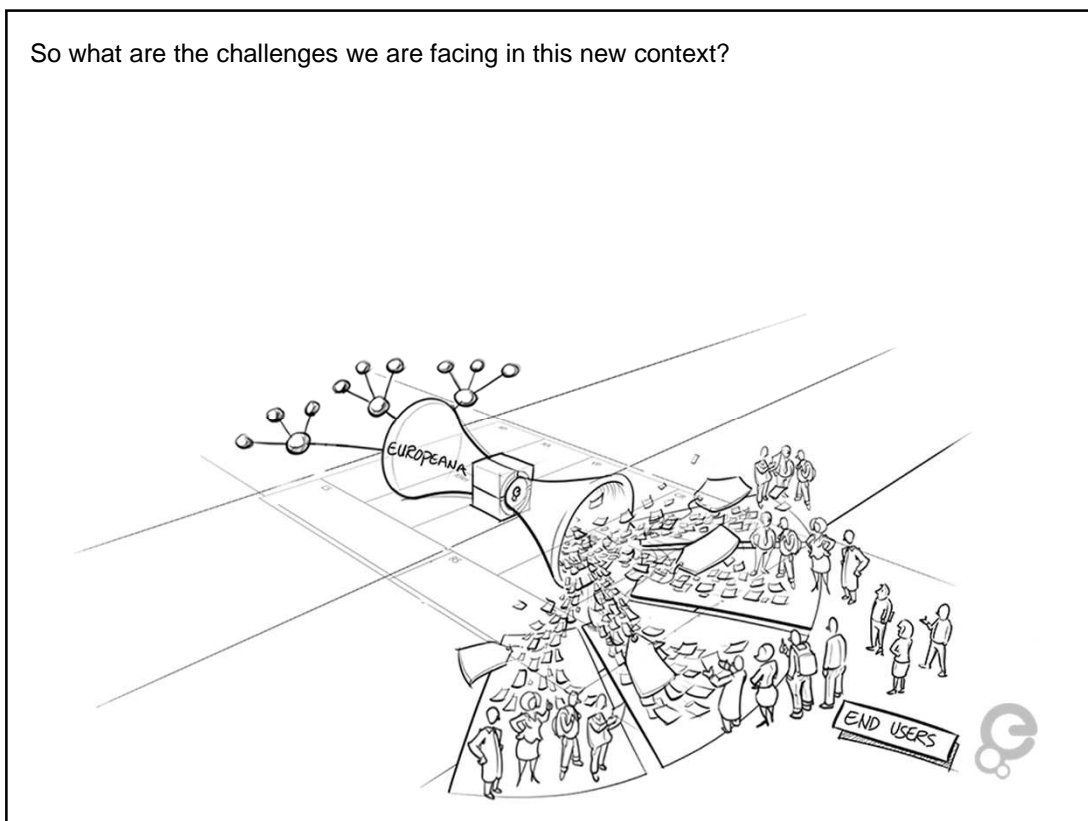 So what are the challenges we are facing in this new context?
EUROPEANA
END USERS